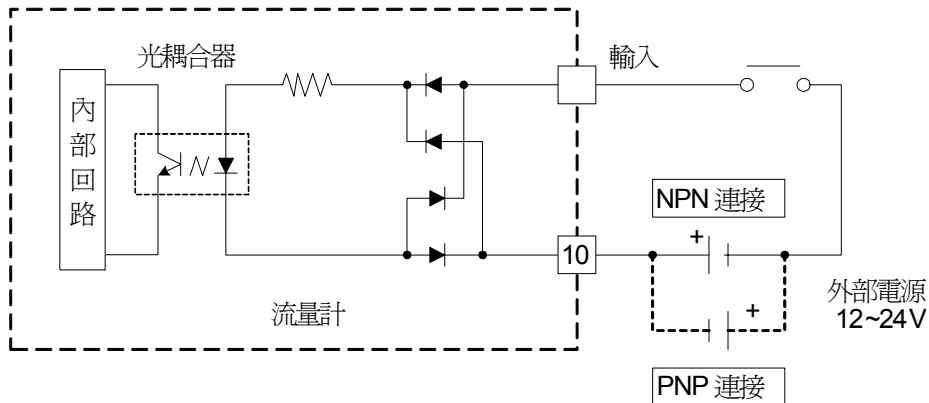 光耦合器
輸入
內部回路
NPN 連接
+
10
外部電源
12~24V
流量計
+
PNP 連接